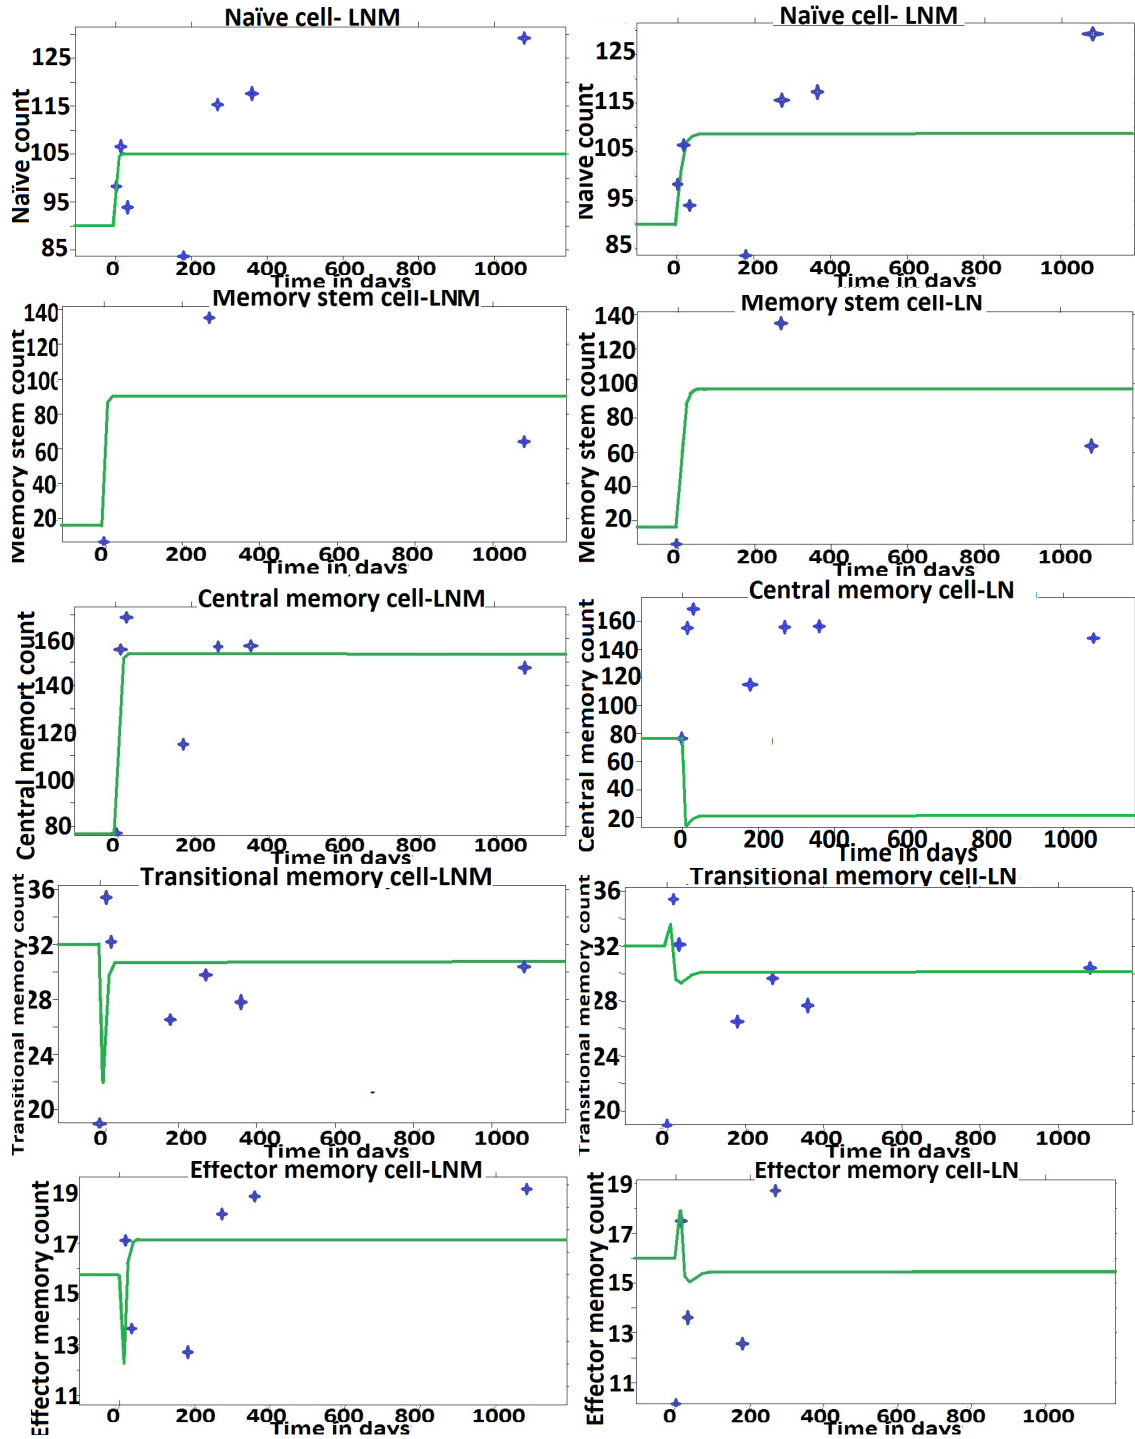 Naïve cell- LNM
Naïve count
125
115
105
95
85
0 200 400 600 800 1000
Time in days
Naïve cell- LNM
Naïve count
125
115
105
95
85
0 200 400 600 800 1000
Time in days
Memory stem cell-LNM
Memory stem count
140
120
100
80
60
40
20
0 200 400 600 800 1000
Time in days
Memory stem cell-LN
Memory stem count
140
120
100
80
60
40
20
0 200 400 600 800 1000
Time in days
Central memory cell-LNM
Central memort count
160
140
120
100
80
0 200 400 600 800 1000
Time in days
Central memory cell-LN
Central memory count
160
140
120
100
80
60
40
20
0 200 400 600 800 1000
Time in days
Transitional memory cell-LNM
Transitional memory count
36
32
28
24
20
0 200 400 600 800 1000
Time in days
Transitional memory cell-LN
Transitional memory count
36
32
28
24
20
0 200 400 600 800 1000
Time in days
Effector memory cell-LNM
Effector memory count
19
17
15
13
11
0 200 400 600 800 1000
Time in days
Effector memory cell-LN
Effector memory count
19
17
15
13
11
0 200 400 600 800 1000
Time in days